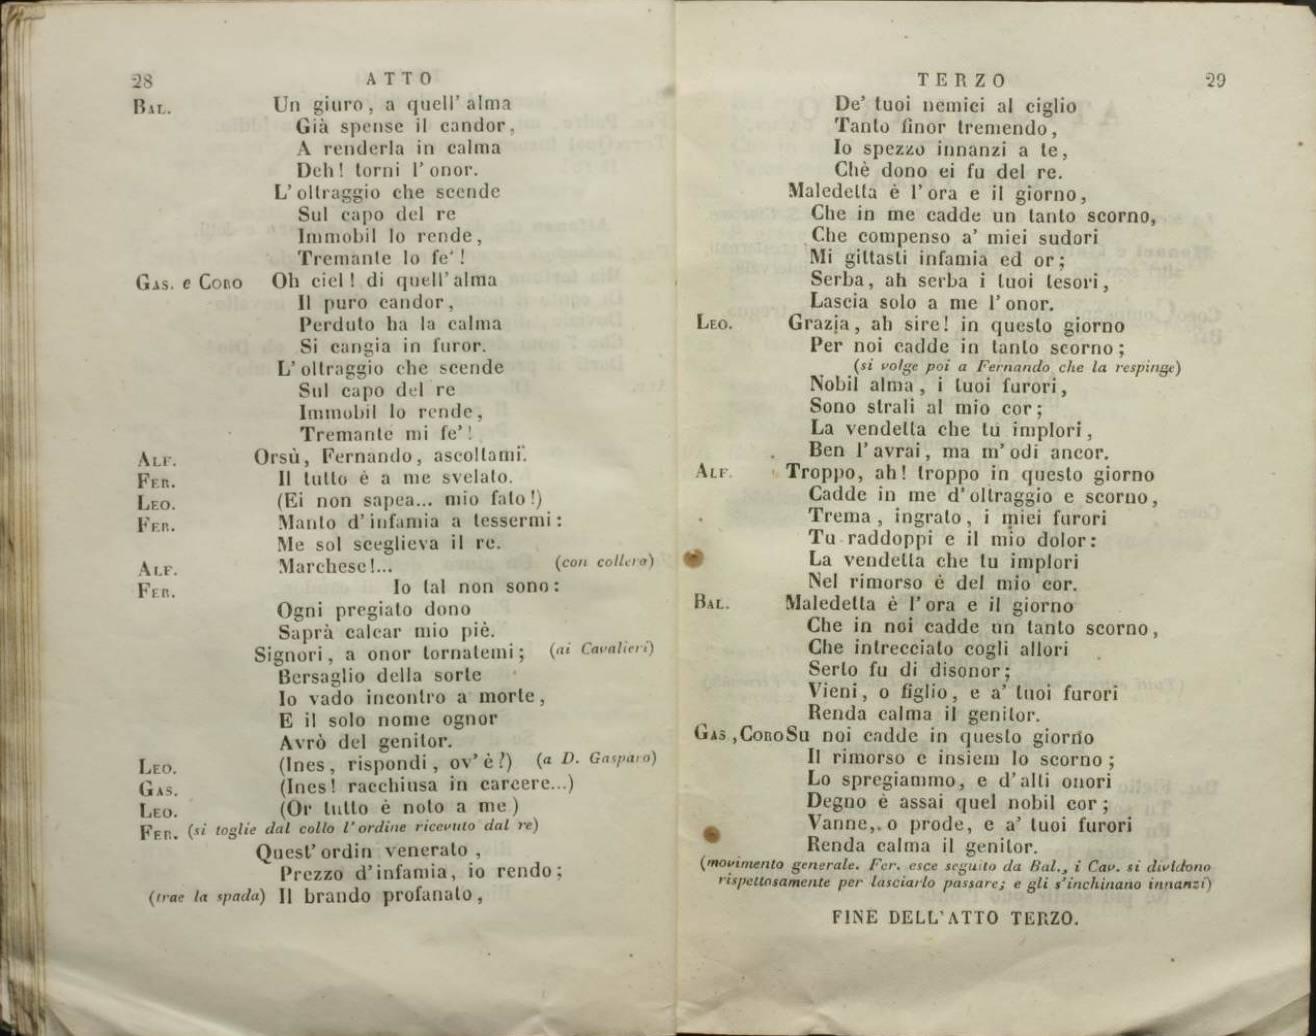 28 ATTO
BAL. Un giuro, a quell' alma
Già spense il candor,
A renderla in calma
Deh! torni l' onor.
L' oltraggio che scende
Sul capo del re
Immobil lo rende,
Tremante lo fe' !
GAS. e CORO Oh ciel! di quell' alma
Il puro candor,
Perduto ha la calma
Si cangia in furor.
L' oltraggio che scende
Sul capo del re
Immobil lo rende,
Tremante mi fe' !
ALF. Orsù, Fernando, ascoltami.
FER. Il tutto è a me svelato.
LEO. (Ei non sapea... mio fato!)
FER. Manto d' infamia a tessermi:
Me sol sceglieva il re.
ALF. Marchese!... (con collera)
FER. Io tal non sono:
Ogni pregiato dono
Saprà calcar mio piè.
Signori, a onor tornatemi; (ai Cavalieri)
Bersaglio della sorte
Io vado incontro a morte,
E il solo nome ognor
Avrò del genitor.
LEO. (Ines, rispondi, ov' è?) (a D. Gasparo)
GAS. (Ines! racchiusa in carcere...)
LEO. (Or tutto è noto a me)
FER. (si toglie dal collo l'ordine ricevuto dal re)
Quest' ordin venerato,
Prezzo d' infamia, io rendo;
(trae la spada) Il brando profanato,
TERZO 29
De' tuoi nemici al ciglio
Tanto finor tremendo,
Io spezzo innanzi a te,
Chè dono ei fu del re.
Maledetta è l' ora e il giorno,
Che in me cadde un tanto scorno,
Che compenso a' miei sudori
Mi gittasti infamia ed or;
Serba, ah serba i tuoi tesori,
Lascia solo a me l' onor.
LEO. Grazia, ah sire! in questo giorno
Per noi cadde in tanto scorno;
(si volge poi a Fernando che la respinge)
Nobil alma, i tuoi furori,
Sono strali al mio cor;
La vendetta che tu implori,
Ben l' avrai, ma m' odi ancor.
ALF. Troppo, ah! troppo in questo giorno
Cadde in me d' oltraggio e scorno,
Trema, ingrato, i miei furori
Tu raddoppi e il mio dolor:
La vendetta che tu implori
Nel rimorso è del mio cor.
BAL. Maledetta è l' ora e il giorno
Che in noi cadde un tanto scorno,
Che intrecciato cogli allori
Serto fu di disonor;
Vieni, o figlio, e a' tuoi furori
Renda calma il genitor.
GAS, CORO Su noi cadde in questo giorno
Il rimorso e insiem lo scorno;
Lo spregiammo, e d' alti onori
Degno è assai quel nobil cor;
Vanne, o prode, e a' tuoi furori
Renda calma il genitor.
(movimento generale. Fer. esce seguito da Bal., i Cav. si dividono
rispettosamente per lasciarlo passare; e gli s'inchinano innanzi)
FINE DELL' ATTO TERZO.